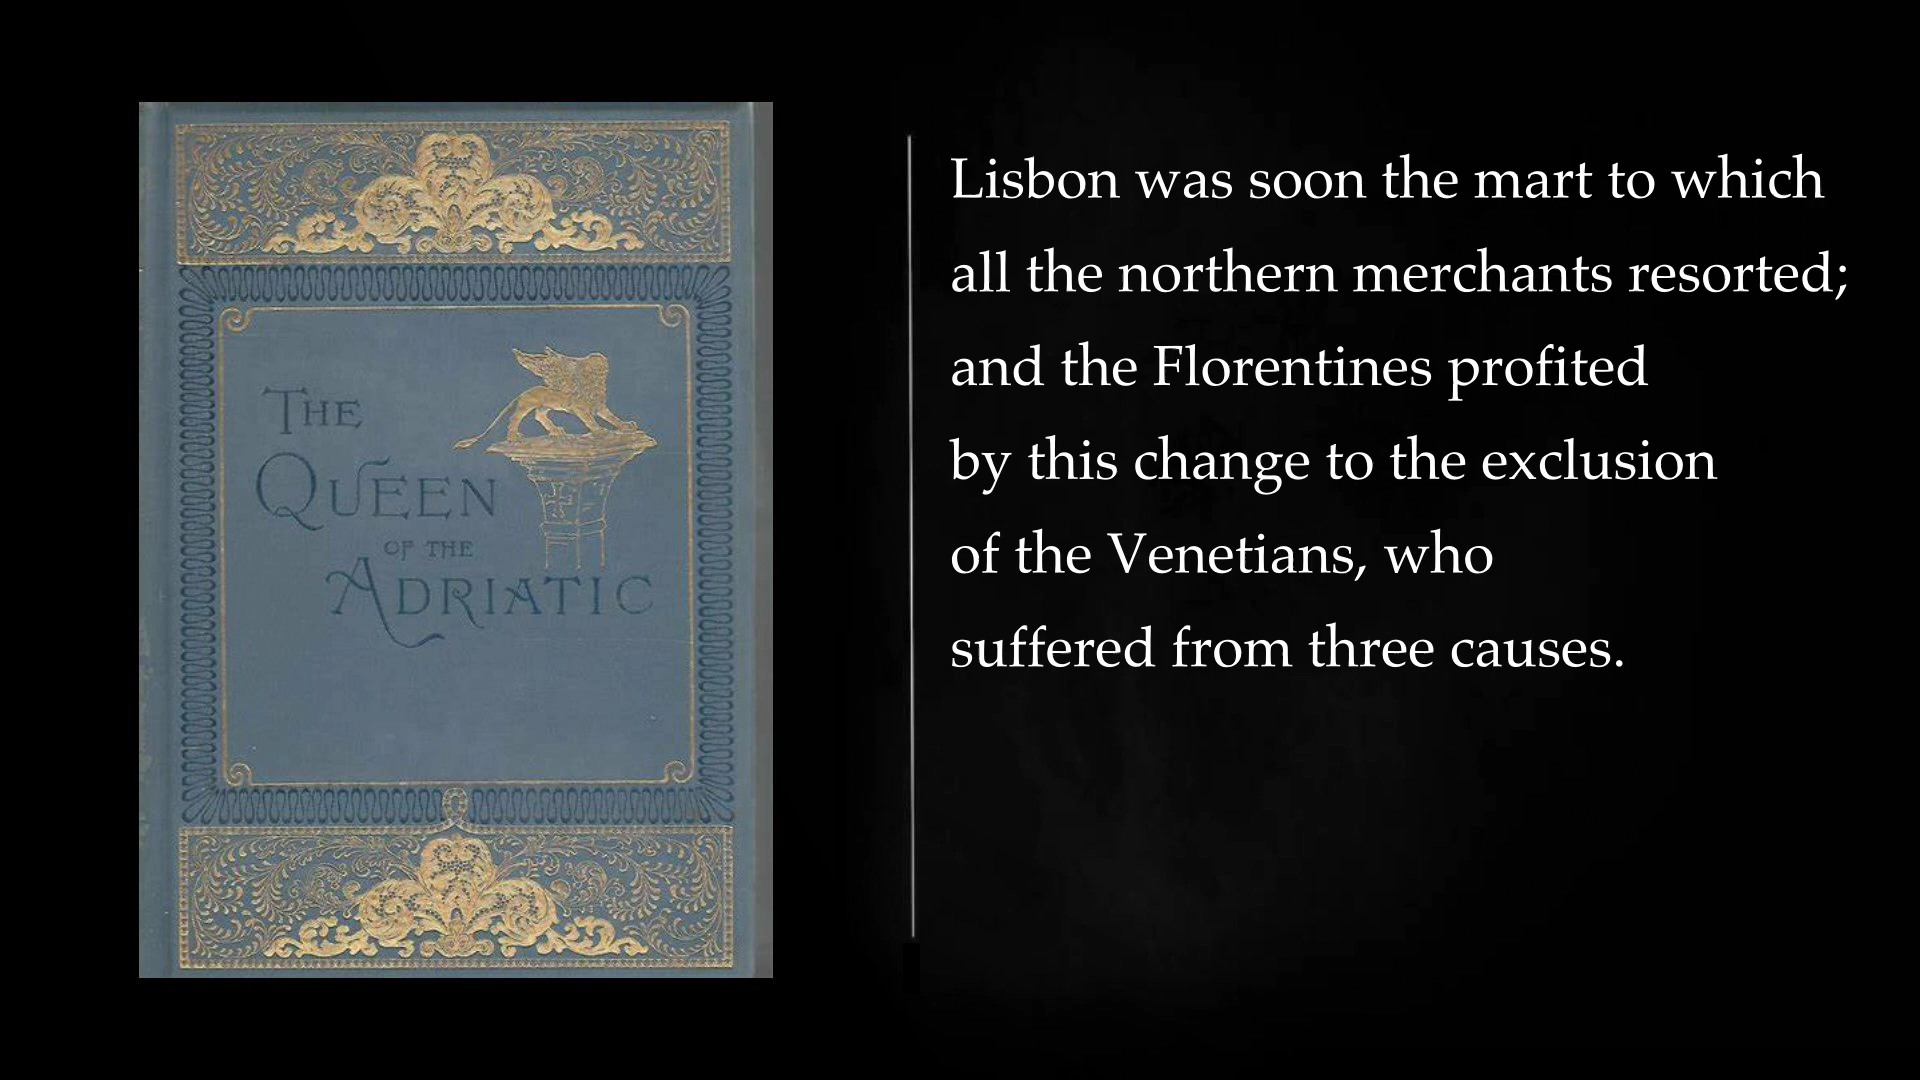 THE
QUEEN
OF THE
ADRIATIC
Lisbon was soon the mart to which
all the northern merchants resorted;
and the Florentines profited
by this change to the exclusion
of the Venetians, who
suffered from three causes.